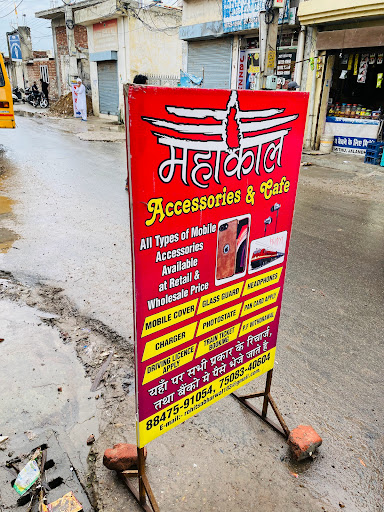 महाकाल
Accessories & Cafe
All Types of Mobile
Accessories
Available
at Retail &
Wholesale Price
MOBILE COVER
GLASS GUARD
HEADPHONES
CHARGER
PHOTOSTATE
PAN CARD APPLY
DRIVING LICENCE APPLY
TRAIN TICKET BOOKING
P.F WITHDRAWAL
यहाँ पर सभी प्रकार के रिचार्ज,
तथा बैंको मे पैसे भेजे जाते है
88475-91054, 75083-40604